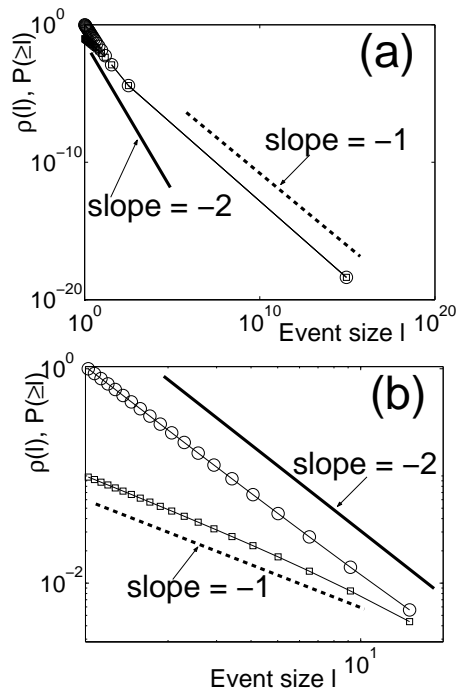 (a)
ρ(l), P(≥l)
10^0
10^-10
10^-20
slope = −1
slope = −2
10^0
10^10
10^20
Event size l
(b)
ρ(l), P(≥l)
10^0
10^-2
slope = −2
slope = −1
10^1
Event size l